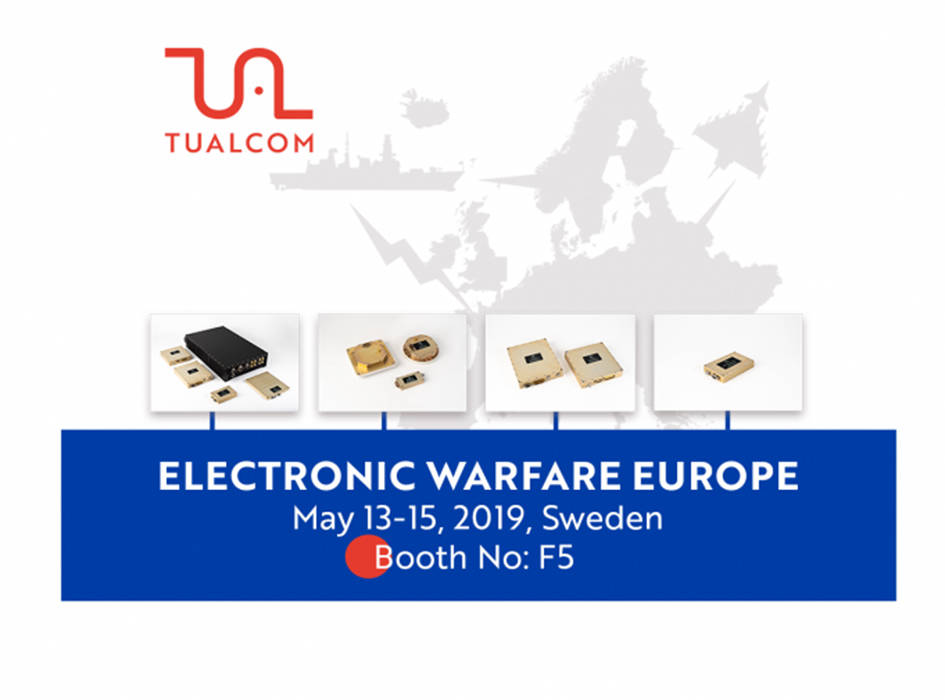 TUALCOM
ELECTRONIC WARFARE EUROPE
May 13-15, 2019, Sweden
Booth No: F5